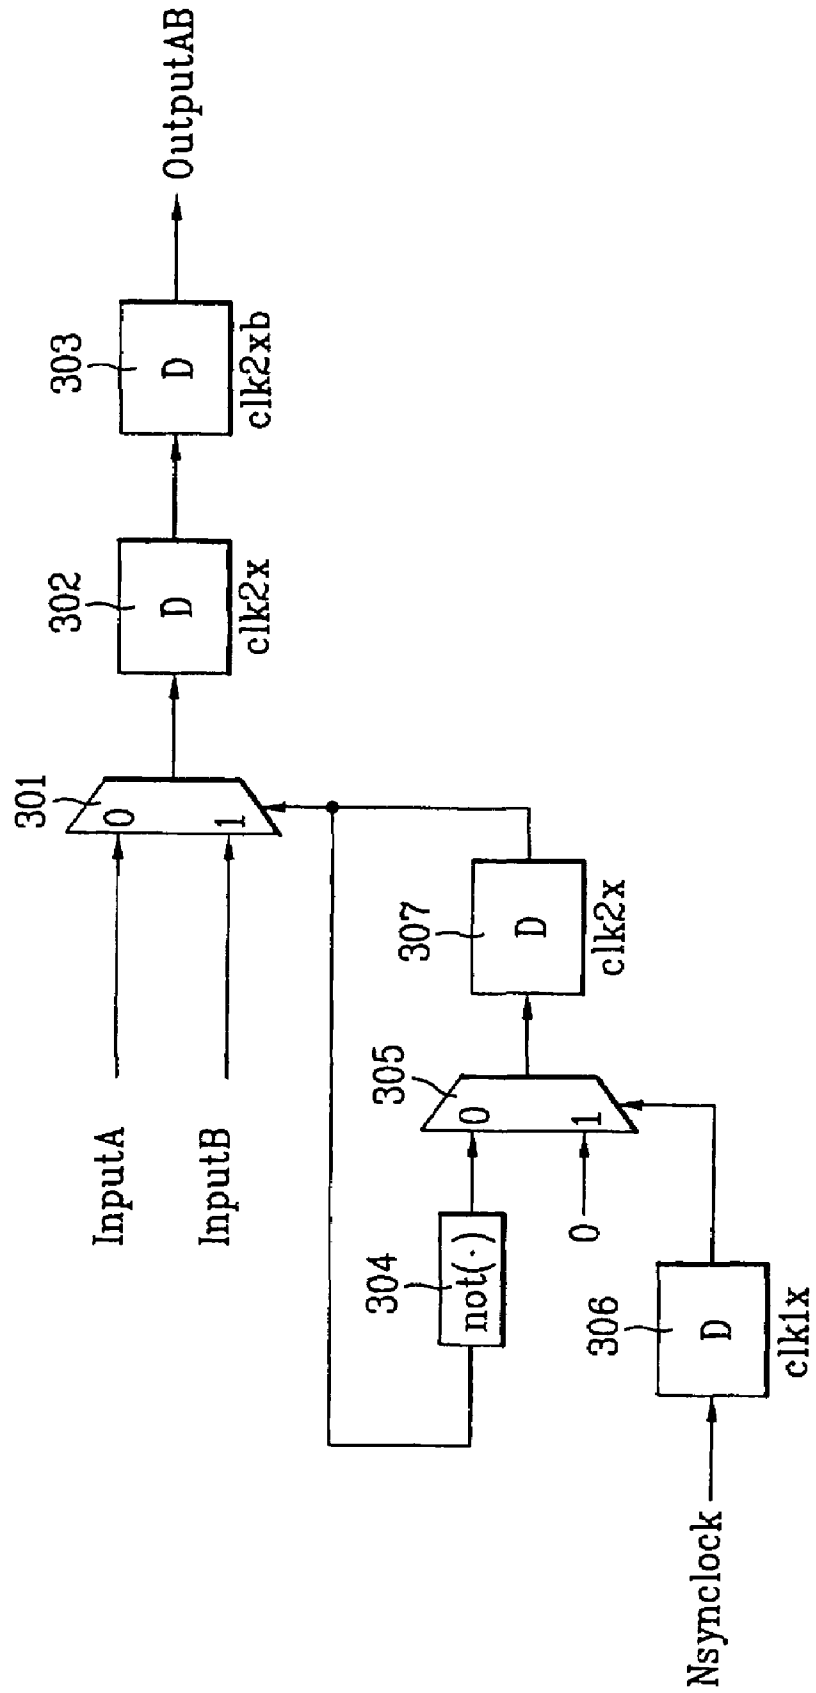 InputA
InputB
301
0
1
302
D
clk2x
303
D
clk2xb
OutputAB
304
not(·)
0
305
0
1
307
D
clk2x
Nsynclock
306
D
clk1x